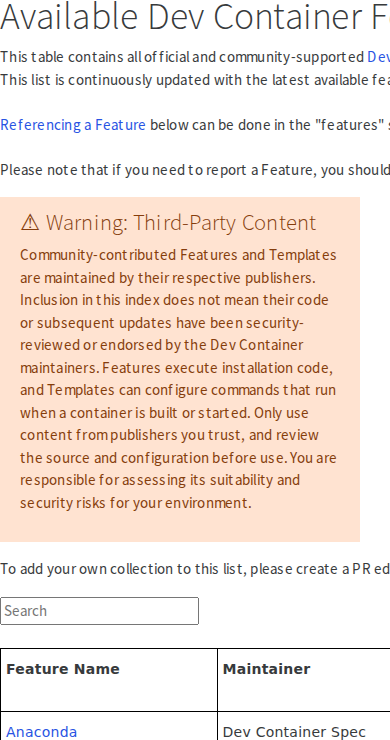 Available Dev Container F
This table contains all official and community-supported Dev
This list is continuously updated with the latest available fea
Referencing a Feature below can be done in the "features" s
Please note that if you need to report a Feature, you should
⚠ Warning: Third-Party Content
Community-contributed Features and Templates
are maintained by their respective publishers.
Inclusion in this index does not mean their code
or subsequent updates have been security-
reviewed or endorsed by the Dev Container
maintainers. Features execute installation code,
and Templates can configure commands that run
when a container is built or started. Only use
content from publishers you trust, and review
the source and configuration before use. You are
responsible for assessing its suitability and
security risks for your environment.
To add your own collection to this list, please create a PR ed
Search
Feature Name Maintainer
Anaconda Dev Container Spec